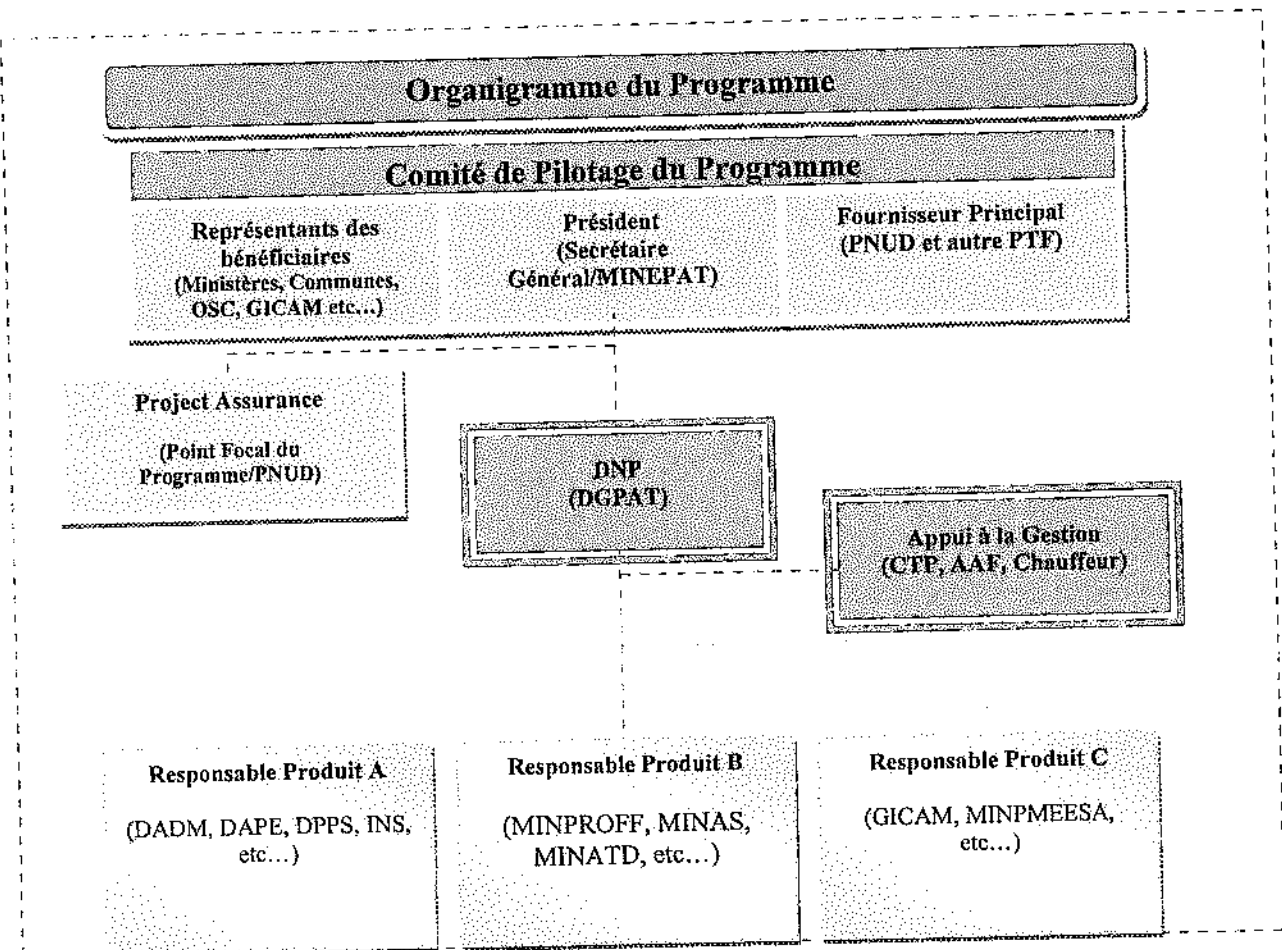 Organigramme du Programme
Comité de Pilotage du Programme
Représentants des
bénéficiaires
(Ministères, Communes,
OSC, GICAM etc...)
Président
(Secrétaire
Général/MINEPAT)
Fournisseur Principal
(PNUD et autre PTF)
Project Assurance
(Point Focal du
Programme/PNUD)
DNP
(DGPAT)
Appui à la Gestion
(CTP, AAF, Chauffeur)
Responsable Produit A
(DADM, DAPE, DPPS, INS,
etc...)
Responsable Produit B
(MINPROFF, MINAS,
MINATD, etc...)
Responsable Produit C
(GICAM, MINPMEESA,
etc...)